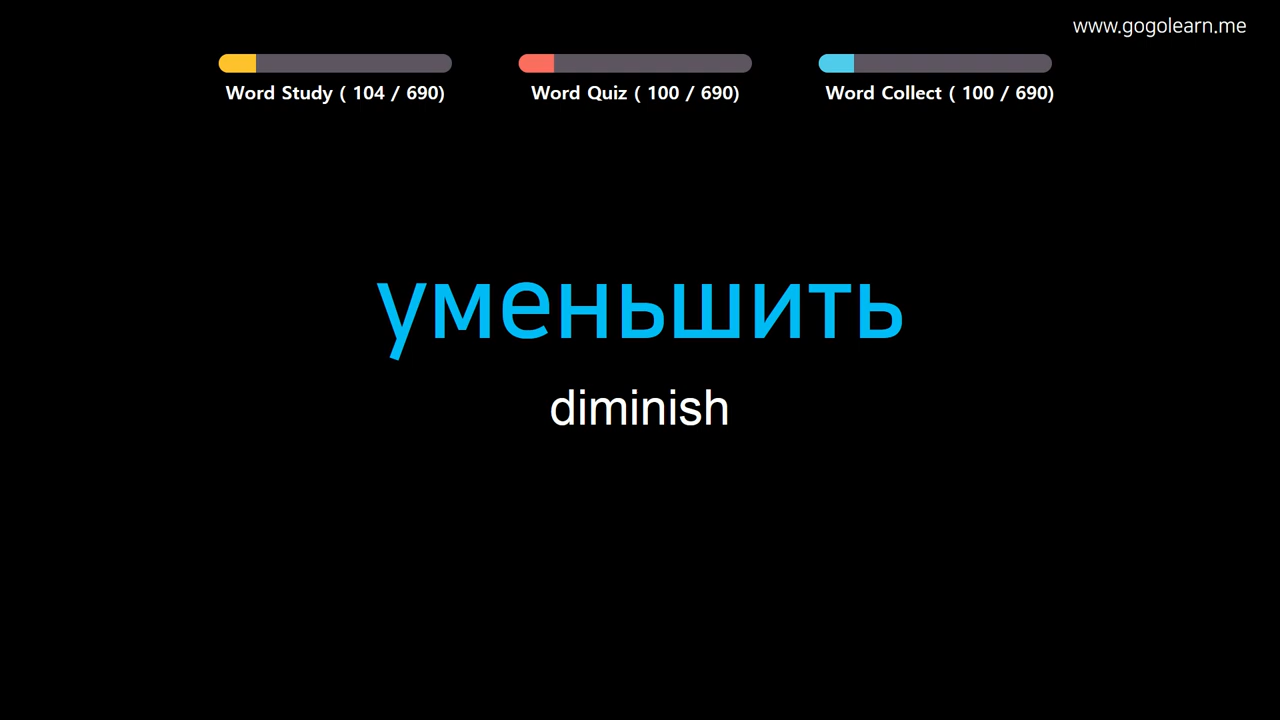 www.gogolearn.me
Word Study ( 104 / 690)
Word Quiz ( 100 / 690)
Word Collect ( 100 / 690)
уменьшить
diminish